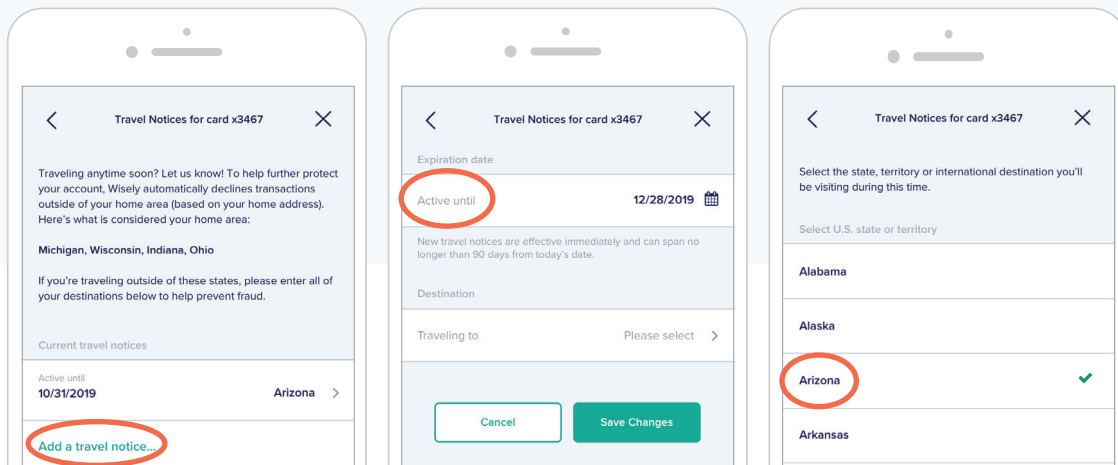 Travel Notices for card x3467
Traveling anytime soon? Let us know! To help further protect
your account, Wisely automatically declines transactions
outside of your home area (based on your home address).
Here’s what is considered your home area:
Michigan, Wisconsin, Indiana, Ohio
If you’re traveling outside of these states, please enter all of
your destinations below to help prevent fraud.
Current travel notices
Active until
10/31/2019 Arizona
Add a travel notice...
Travel Notices for card x3467
Expiration date
Active until 12/28/2019
New travel notices are effective immediately and can span no
longer than 90 days from today’s date.
Destination
Traveling to Please select
Cancel Save Changes
Travel Notices for card x3467
Select the state, territory or international destination you’ll
be visiting during this time.
Select U.S. state or territory
Alabama
Alaska
Arizona
Arkansas